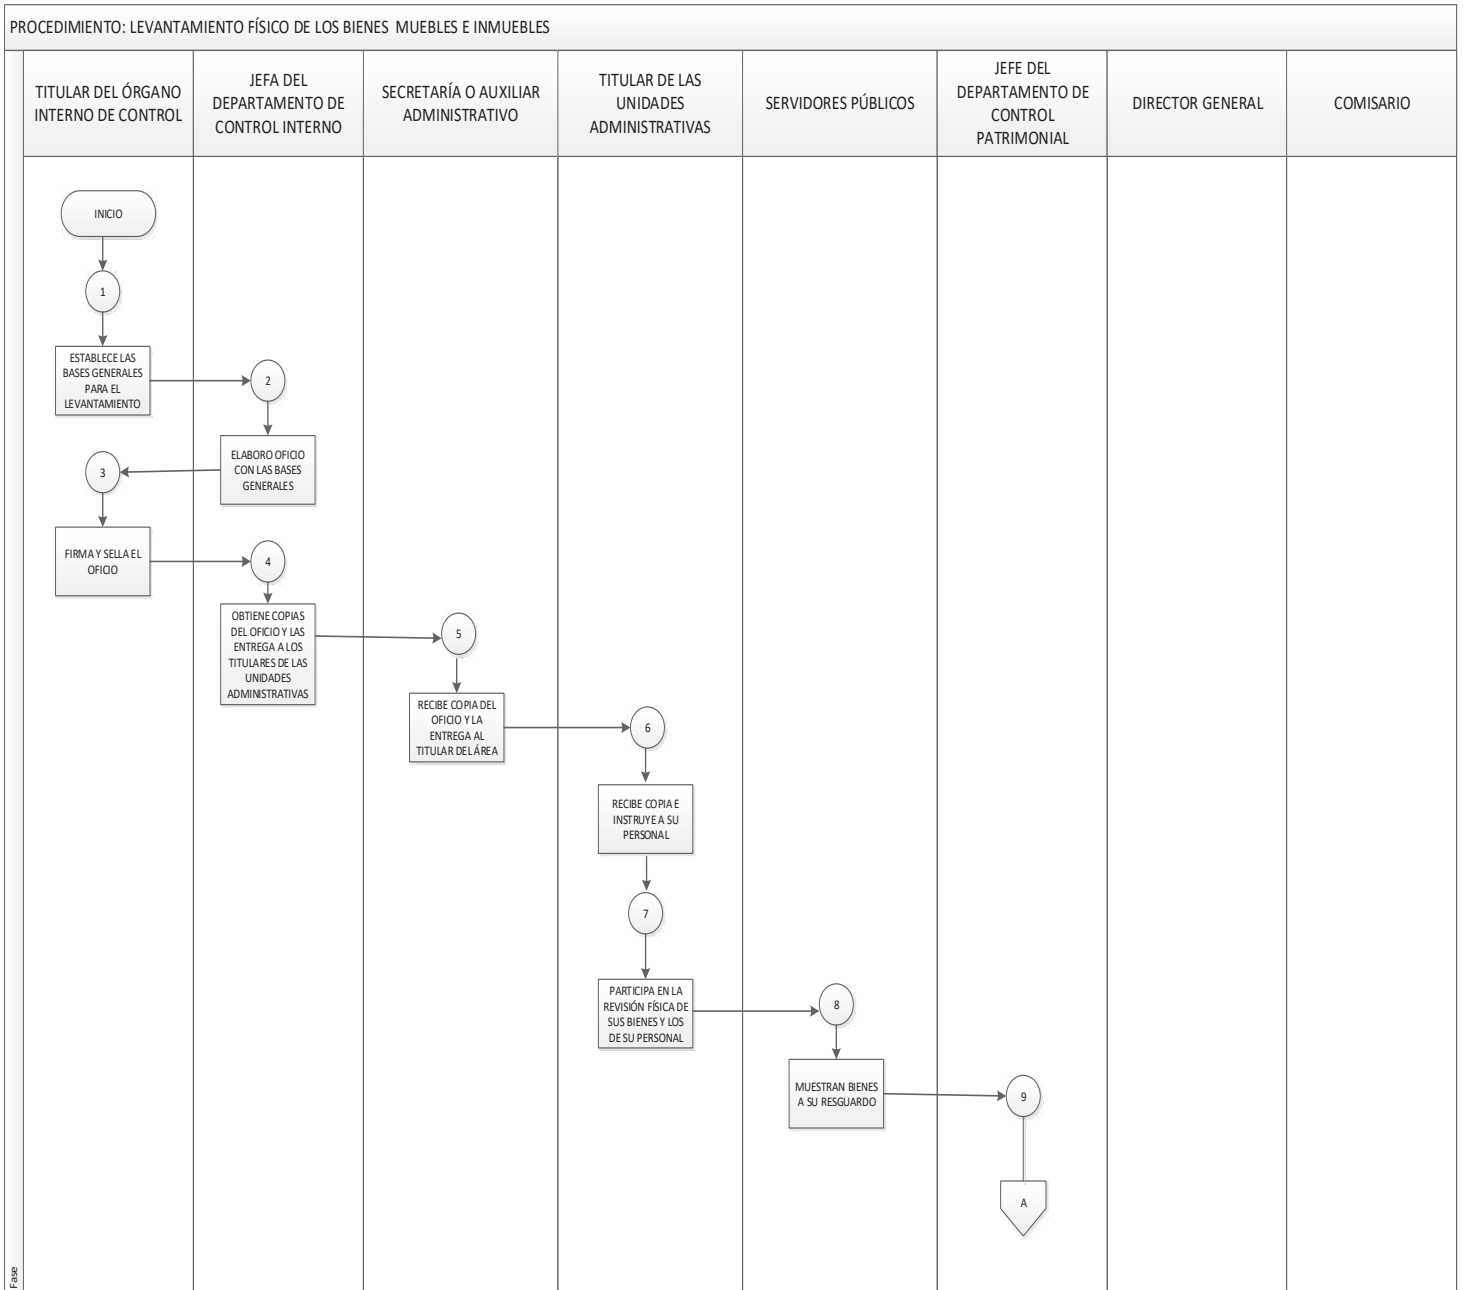 PROCEDIMIENTO: LEVANTAMIENTO FÍSICO DE LOS BIENES MUEBLES E INMUEBLES
TITULAR DEL ÓRGANO
INTERNO DE CONTROL
JEFA DEL
DEPARTAMENTO DE
CONTROL INTERNO
SECRETARÍA O AUXILIAR
ADMINISTRATIVO
TITULAR DE LAS
UNIDADES
ADMINISTRATIVAS
SERVIDORES PÚBLICOS
JEFE DEL
DEPARTAMENTO DE
CONTROL
PATRIMONIAL
DIRECTOR GENERAL
COMISARIO
INICIO
1
ESTABLECE LAS
BASES GENERALES
PARA EL
LEVANTAMIENTO
2
ELABORO OFICIO
CON LAS BASES
GENERALES
3
FIRMA Y SELLA EL
OFICIO
4
OBTIENE COPIAS
DEL OFICIO Y LAS
ENTREGA A LOS
TITULARES DE LAS
UNIDADES
ADMINISTRATIVAS
5
RECIBE COPIA DEL
OFICIO Y LA
ENTREGA AL
TITULAR DEL ÁREA
6
RECIBE COPIA E
INSTRUYE A SU
PERSONAL
7
PARTICIPA EN LA
REVISIÓN FÍSICA DE
SUS BIENES Y LOS
DE SU PERSONAL
8
MUESTRAN BIENES
A SU RESGUARDO
9
A
Fase